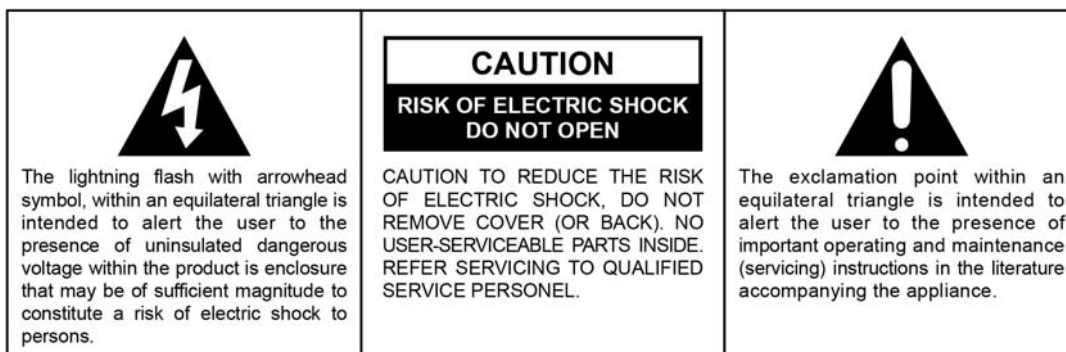 The lightning flash with arrowhead
symbol, within an equilateral triangle is
intended to alert the user to the
presence of uninsulated dangerous
voltage within the product is enclosure
that may be of sufficient magnitude to
constitute a risk of electric shock to
persons.
CAUTION
RISK OF ELECTRIC SHOCK
DO NOT OPEN
CAUTION TO REDUCE THE RISK
OF ELECTRIC SHOCK, DO NOT
REMOVE COVER (OR BACK). NO
USER-SERVICEABLE PARTS INSIDE.
REFER SERVICING TO QUALIFIED
SERVICE PERSONEL.
The exclamation point within an
equilateral triangle is intended to
alert the user to the presence of
important operating and maintenance
(servicing) instructions in the literature
accompanying the appliance.